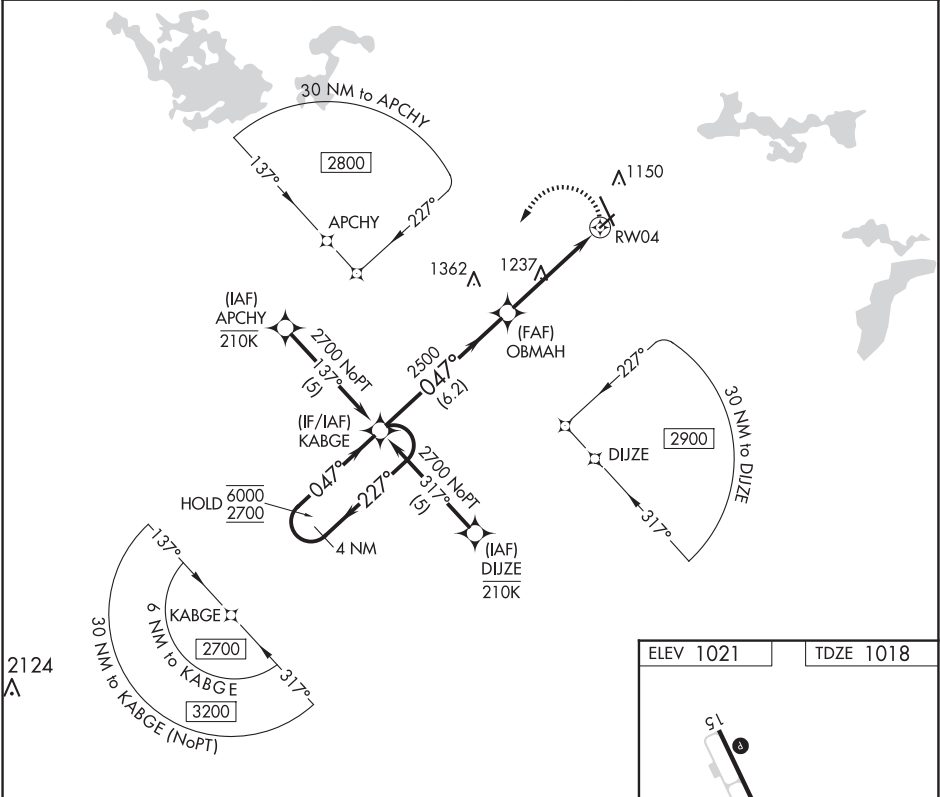 30 NM to APCHY
2800
137°
227°
APCHY
1150
RW04
1362
1237
(IAF)
APCHY
210K
2700 NoPT
137°
(5)
(FAF)
OBMAH
2500
047°
(6.2)
(IF/IAF)
KABGE
227°
30 NM to DIJZE
2900
DIJZE
317°
2700 NoPT
317°
(5)
047°
227°
HOLD 6000
2700
4 NM
(IAF)
DIJZE
210K
137°
KABGE
6 NM to KABGE
2700
317°
30 NM to KABGE (NoPT)
3200
2124
ELEV 1021
TDZE 1018
15
P